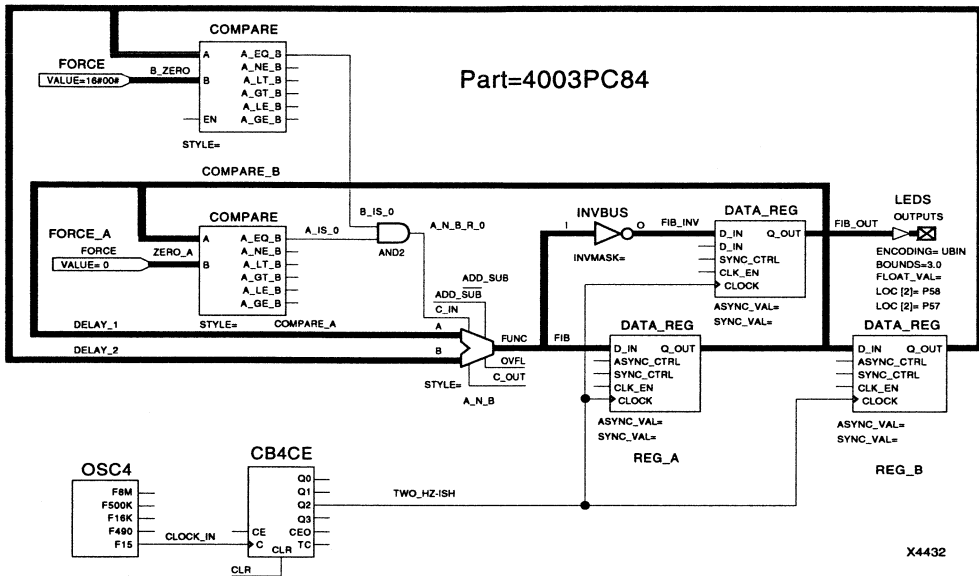 COMPARE
A A_EQ_B
A_NE_B
B A_LT_B
A_GT_B
A_LE_B
EN A_GE_B
STYLE=
FORCE
VALUE=16#00#
B_ZERO
Part=4003PC84
COMPARE_B
COMPARE
A A_EQ_B
A_NE_B
B A_LT_B
A_GT_B
A_LE_B
A_GE_B
STYLE=
COMPARE_A
FORCE_A
FORCE
VALUE= 0
ZERO_A
A_IS_0
B_IS_0
A_N_B_R_0
AND2
DELAY_1
DELAY_2
ADD_SUB
ADD_SUB
C_IN
A
B
FUNC
OVFL
C_OUT
STYLE=
A_N_B
FIB
INVBUS
I O
INVMASK=
FIB_INV
DATA_REG
D_IN Q_OUT
D_IN
SYNC_CTRL
CLK_EN
CLOCK
ASYNC_VAL=
SYNC_VAL=
FIB_OUT
LEDS
OUTPUTS
ENCODING= UBIN
BOUNDS=3.0
FLOAT_VAL=
LOC [2]= P58
LOC [2]= P57
DATA_REG
D_IN Q_OUT
ASYNC_CTRL
SYNC_CTRL
CLK_EN
CLOCK
ASYNC_VAL=
SYNC_VAL=
REG_A
DATA_REG
D_IN Q_OUT
ASYNC_CTRL
SYNC_CTRL
CLK_EN
CLOCK
ASYNC_VAL=
SYNC_VAL=
REG_B
OSC4
F8M
F500K
F16K
F490
F15
CLOCK_IN
CB4CE
Q0
Q1
Q2
Q3
CE CEO
C TC
CLR
CLR
TWO_HZ-ISH
X4432